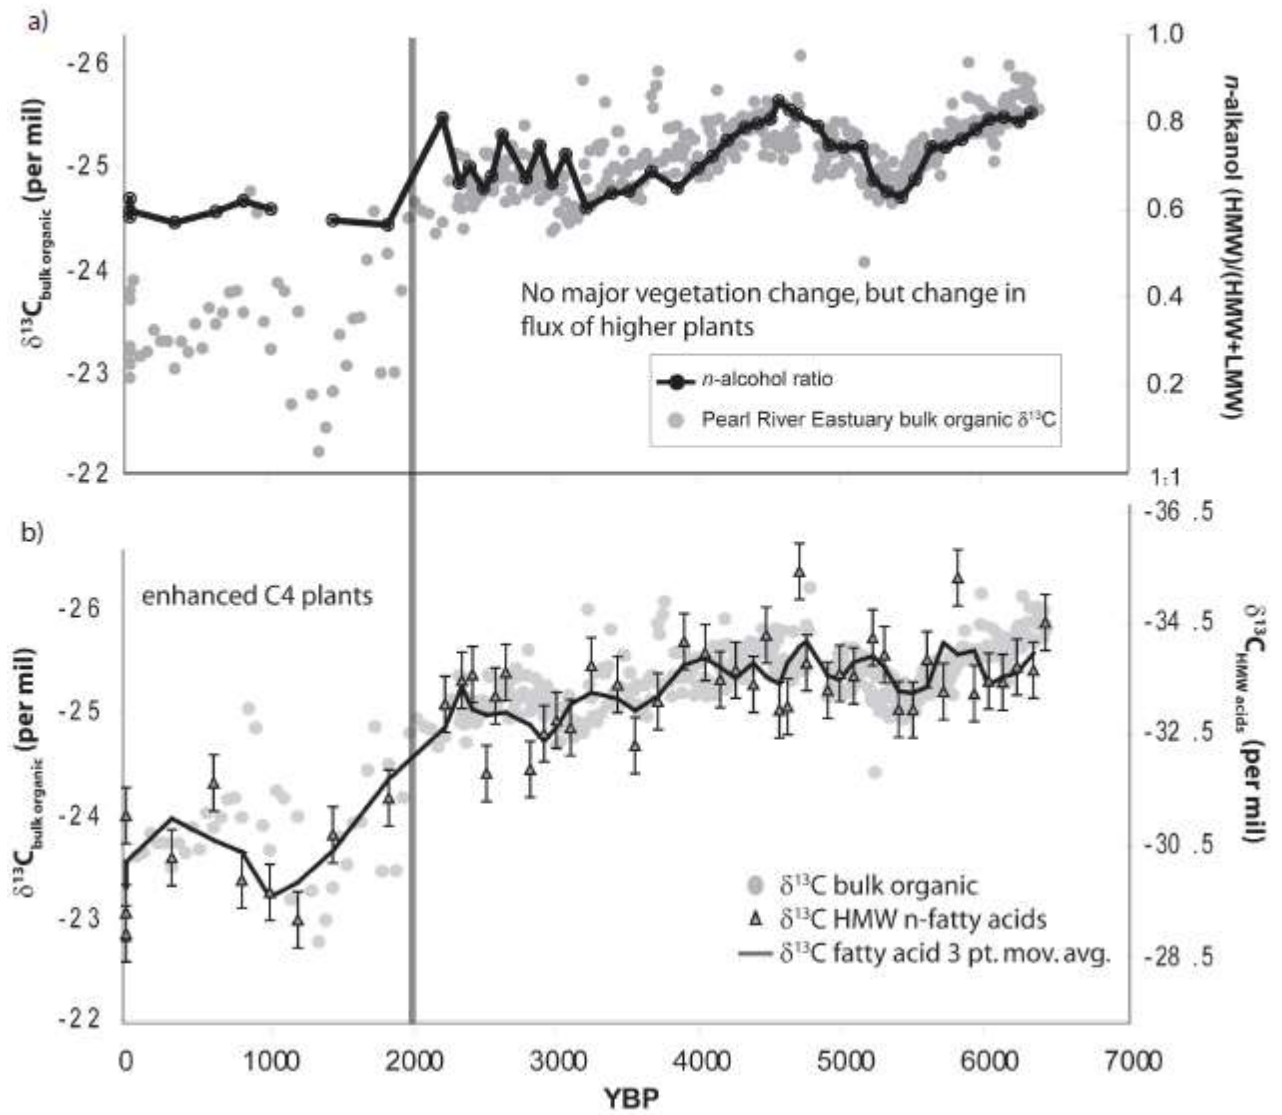 a)
-26
-25
-24
-23
-22
δ13Cbulk organic (per mil)
1.0
0.8
0.6
0.4
0.2
1:1
n-alkanol (HMW)/(HMW+LMW)
No major vegetation change, but change in
flux of higher plants
n-alcohol ratio
Pearl River Eastuary bulk organic δ13C
b)
enhanced C4 plants
-26
-25
-24
-23
-22
δ13Cbulk organic (per mil)
-36 .5
-34 .5
-32 .5
-30 .5
-28 .5
δ13CHMW acids (per mil)
δ13C bulk organic
δ13C HMW n-fatty acids
δ13C fatty acid 3 pt. mov. avg.
0 1000 2000 3000 4000 5000 6000 7000
YBP